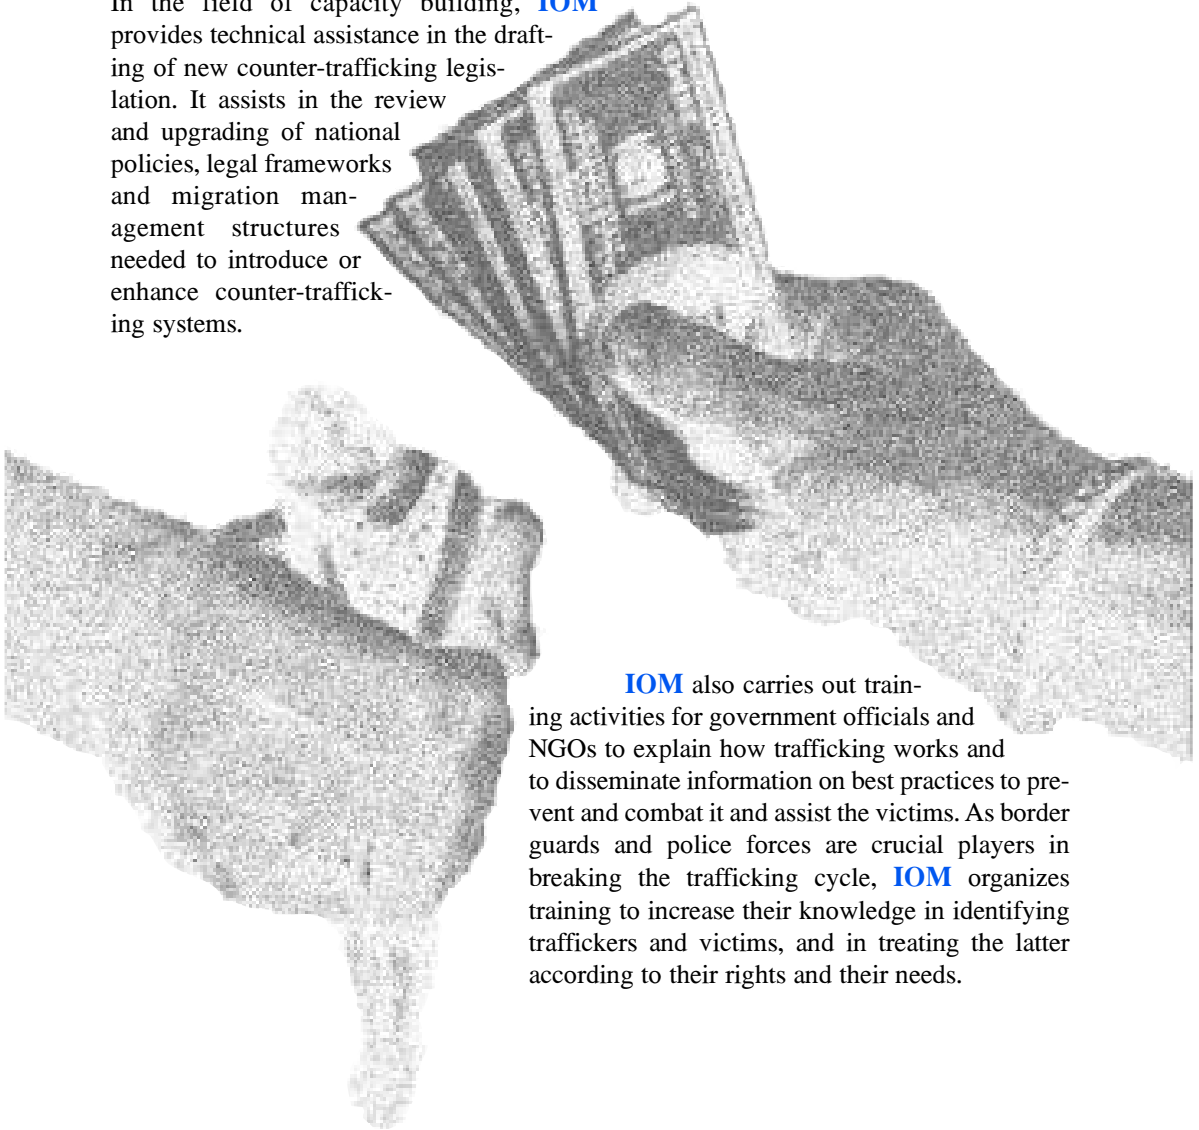 In the field of capacity building, IOM
provides technical assistance in the draft-
ing of new counter-trafficking legis-
lation. It assists in the review
and upgrading of national
policies, legal frameworks
and migration man-
agement structures
needed to introduce or
enhance counter-traffick-
ing systems.
IOM also carries out train-
ing activities for government officials and
NGOs to explain how trafficking works and
to disseminate information on best practices to pre-
vent and combat it and assist the victims. As border
guards and police forces are crucial players in
breaking the trafficking cycle, IOM organizes
training to increase their knowledge in identifying
traffickers and victims, and in treating the latter
according to their rights and their needs.